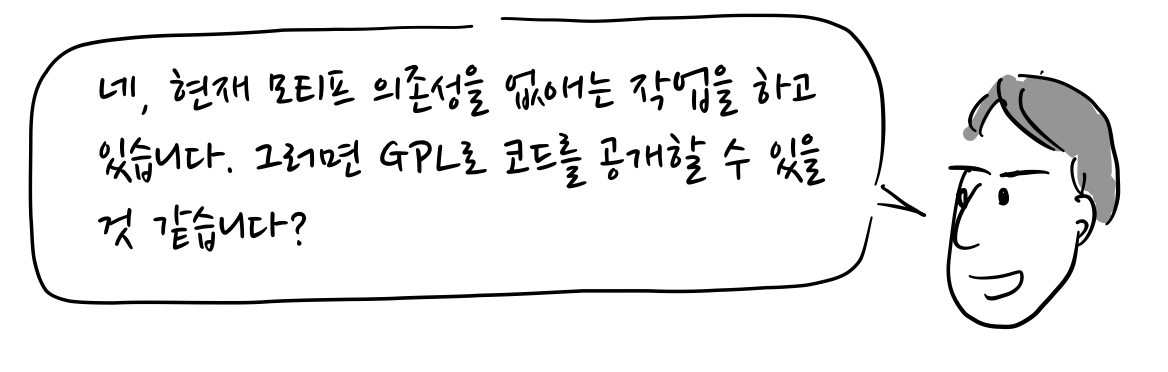 네, 현재 모티프 의존성을 없애는 작업을 하고
있습니다. 그러면 GPL로 코드를 공개할 수 있을
것 같습니다?